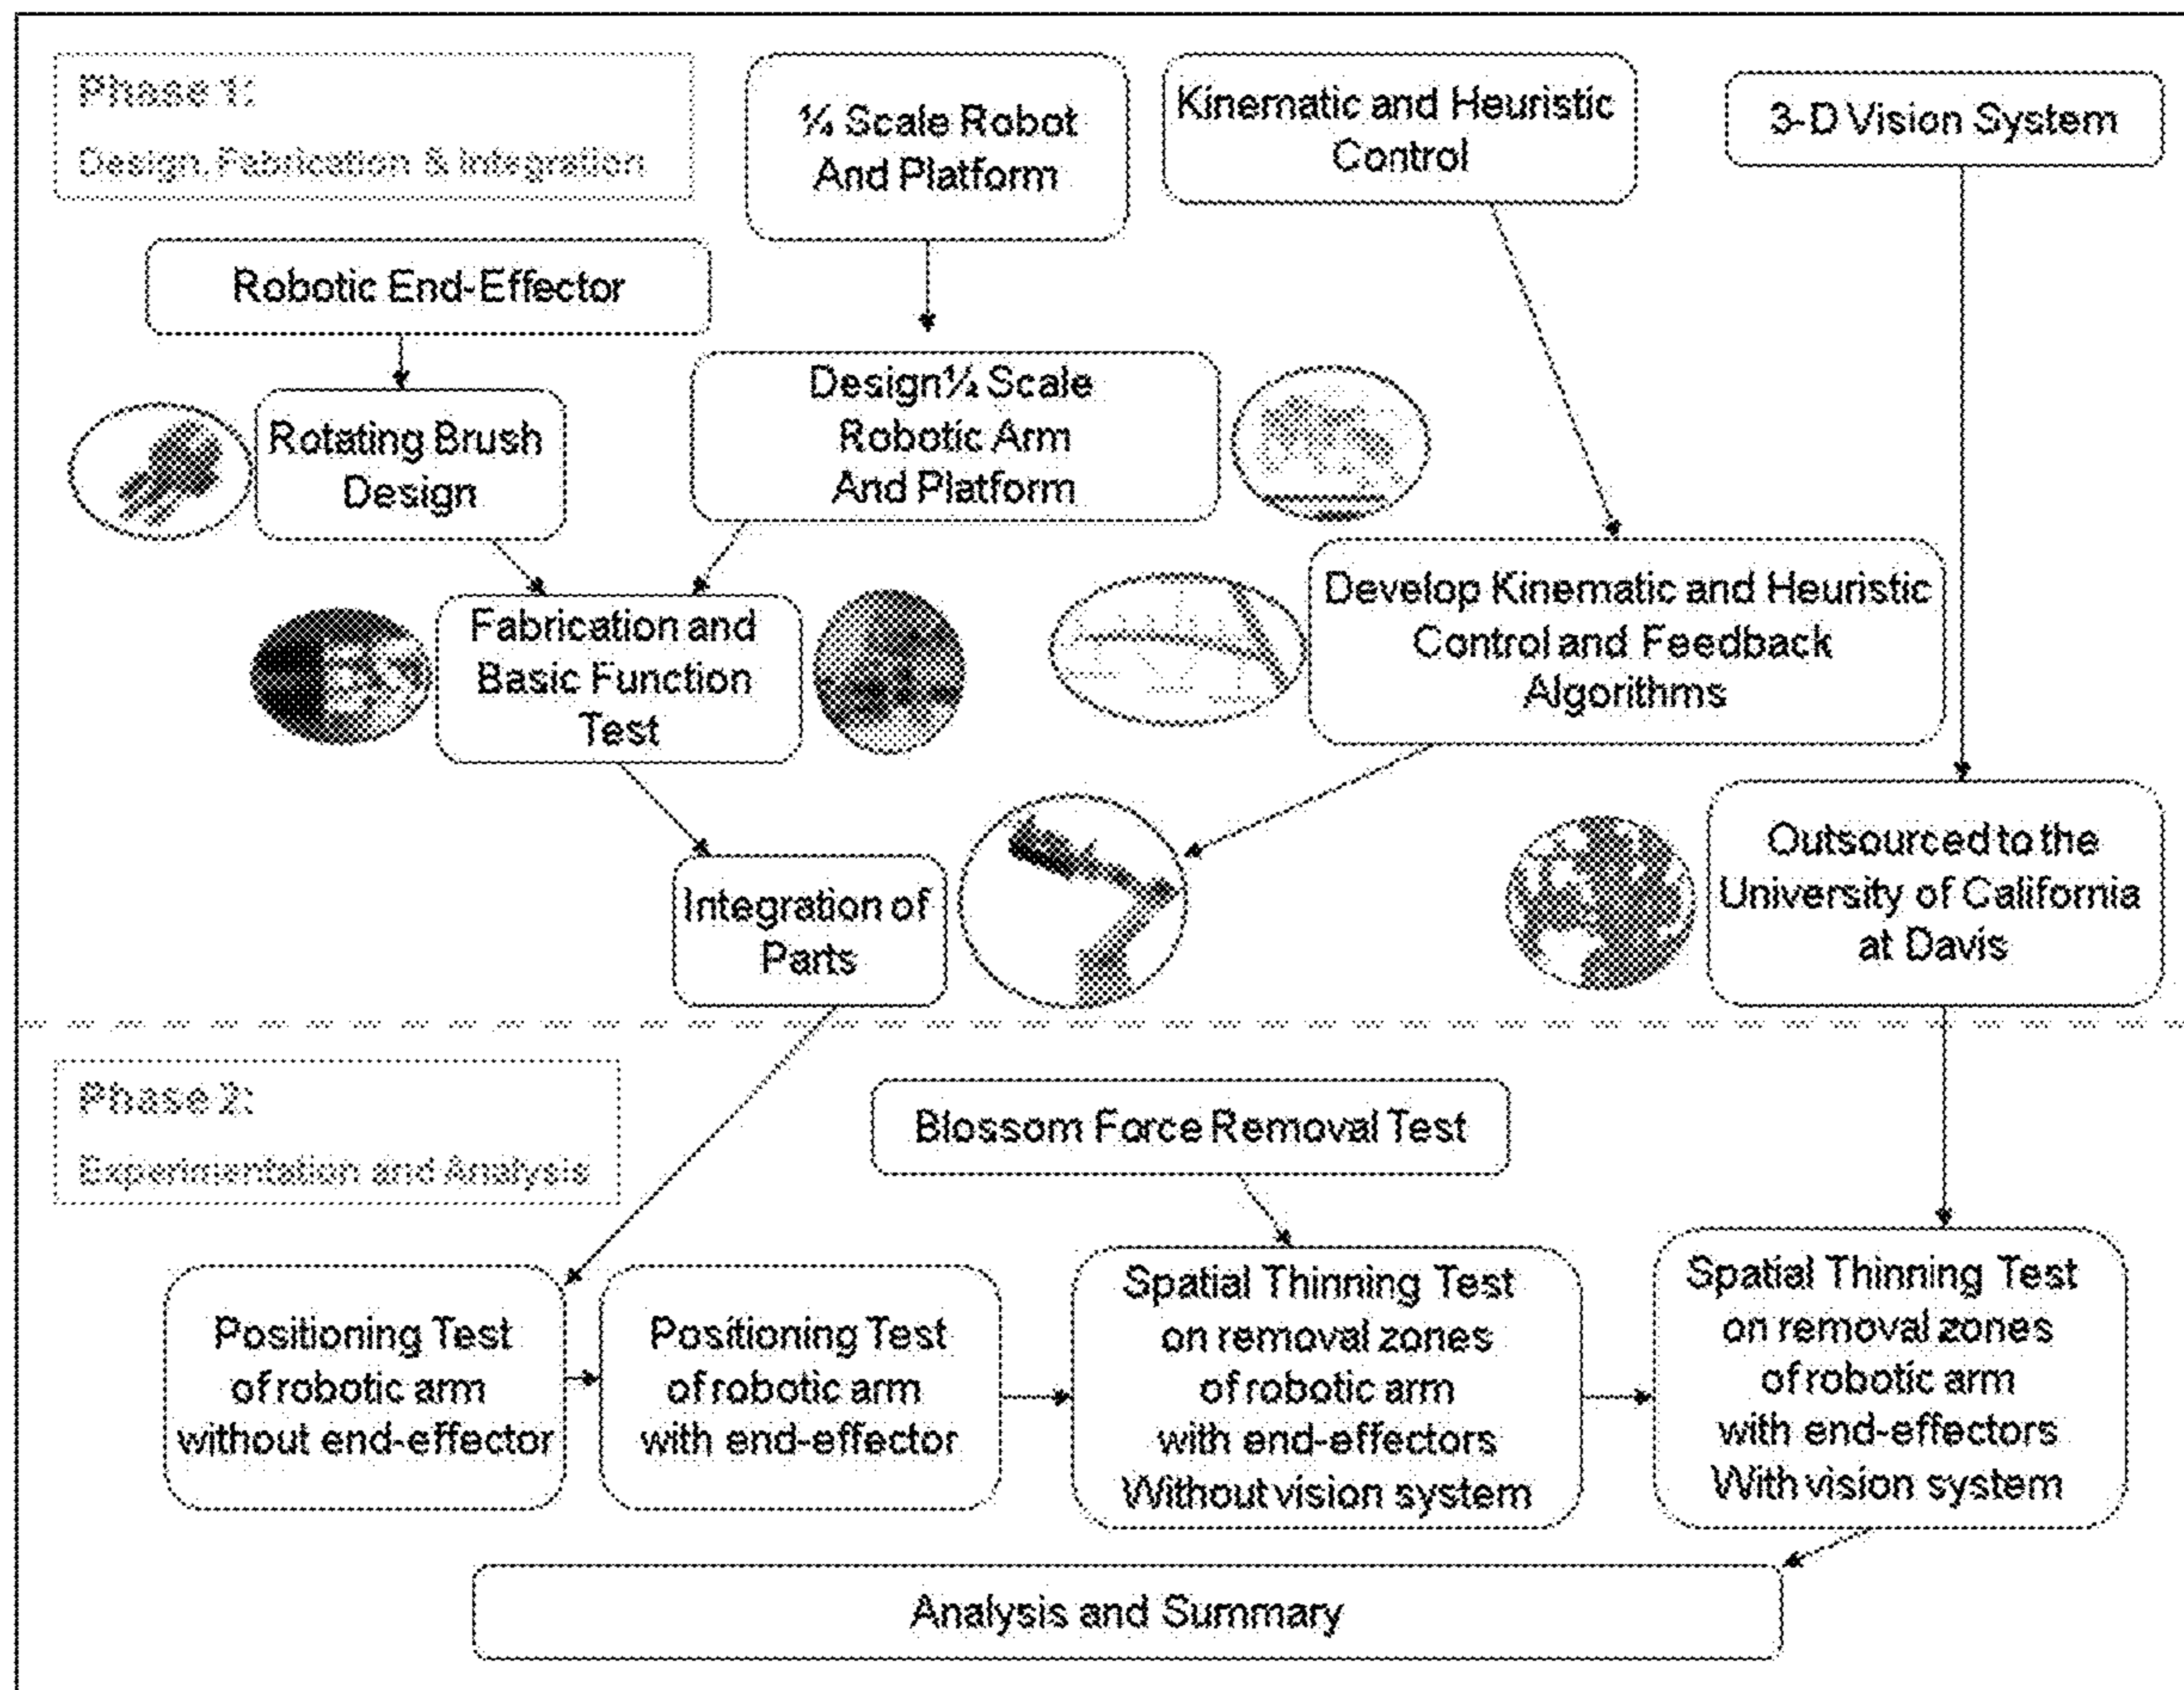 Phase 1:
Design, Fabrication & Integration
¼ Scale Robot
And Platform
Kinematic and Heuristic
Control
3-D Vision System
Robotic End-Effector
Rotating Brush
Design
Design¼ Scale
Robotic Arm
And Platform
Fabrication and
Basic Function
Test
Develop Kinematic and Heuristic
Control and Feedback
Algorithms
Integration of
Parts
Outsourced to the
University of California
at Davis
Phase 2:
Experimentation and Analysis
Blossom Force Removal Test
Positioning Test
of robotic arm
without end-effector
Positioning Test
of robotic arm
with end-effector
Spatial Thinning Test
on removal zones
of robotic arm
with end-effectors
Without vision system
Spatial Thinning Test
on removal zones
of robotic arm
with end-effectors
With vision system
Analysis and Summary